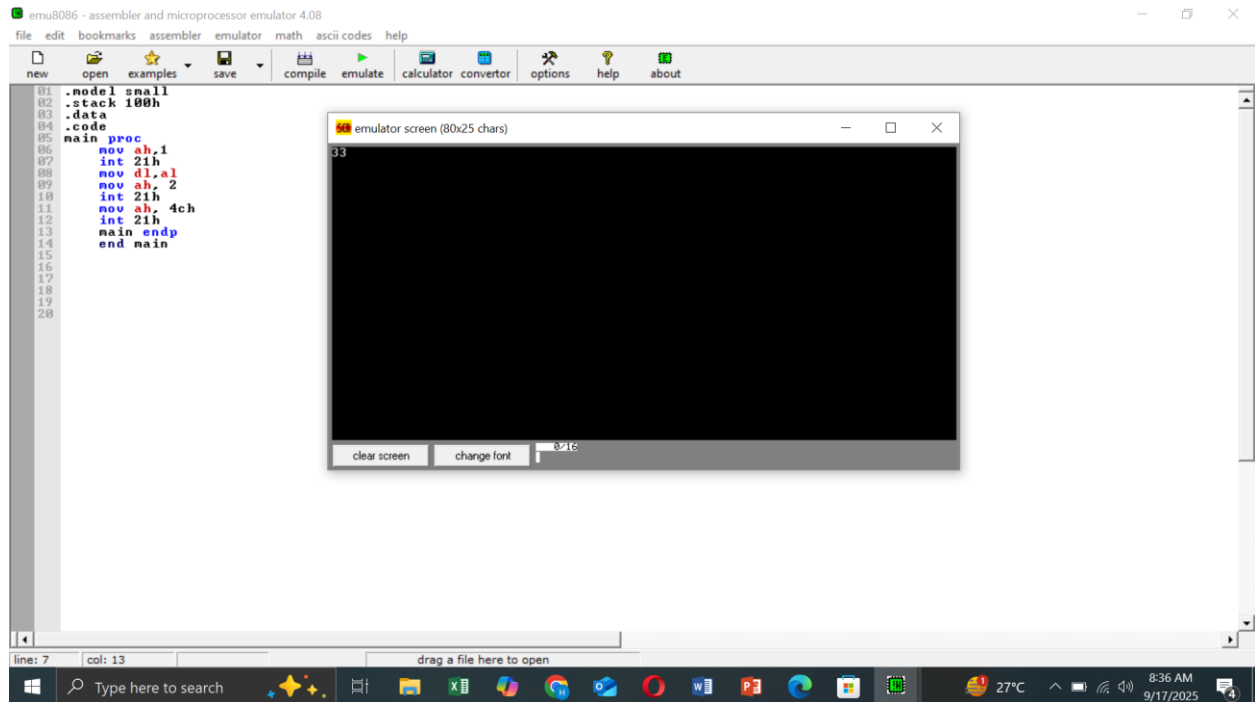 emu8086 - assembler and microprocessor emulator 4.08
file edit bookmarks assembler emulator math ascii codes help
new open examples save compile emulate calculator convertor options help about
01 .model small
02 .stack 100h
03 .data
04 .code
05 main proc
06 mov ah,1
07 int 21h
08 mov dl,al
09 mov ah, 2
10 int 21h
11 mov ah, 4ch
12 int 21h
13 main endp
14 end main
15
16
17
18
19
20
emulator screen (80x25 chars)
33
clear screen change font 0/16
line: 7 col: 13 drag a file here to open
Type here to search 27°C 8:36 AM
9/17/2025